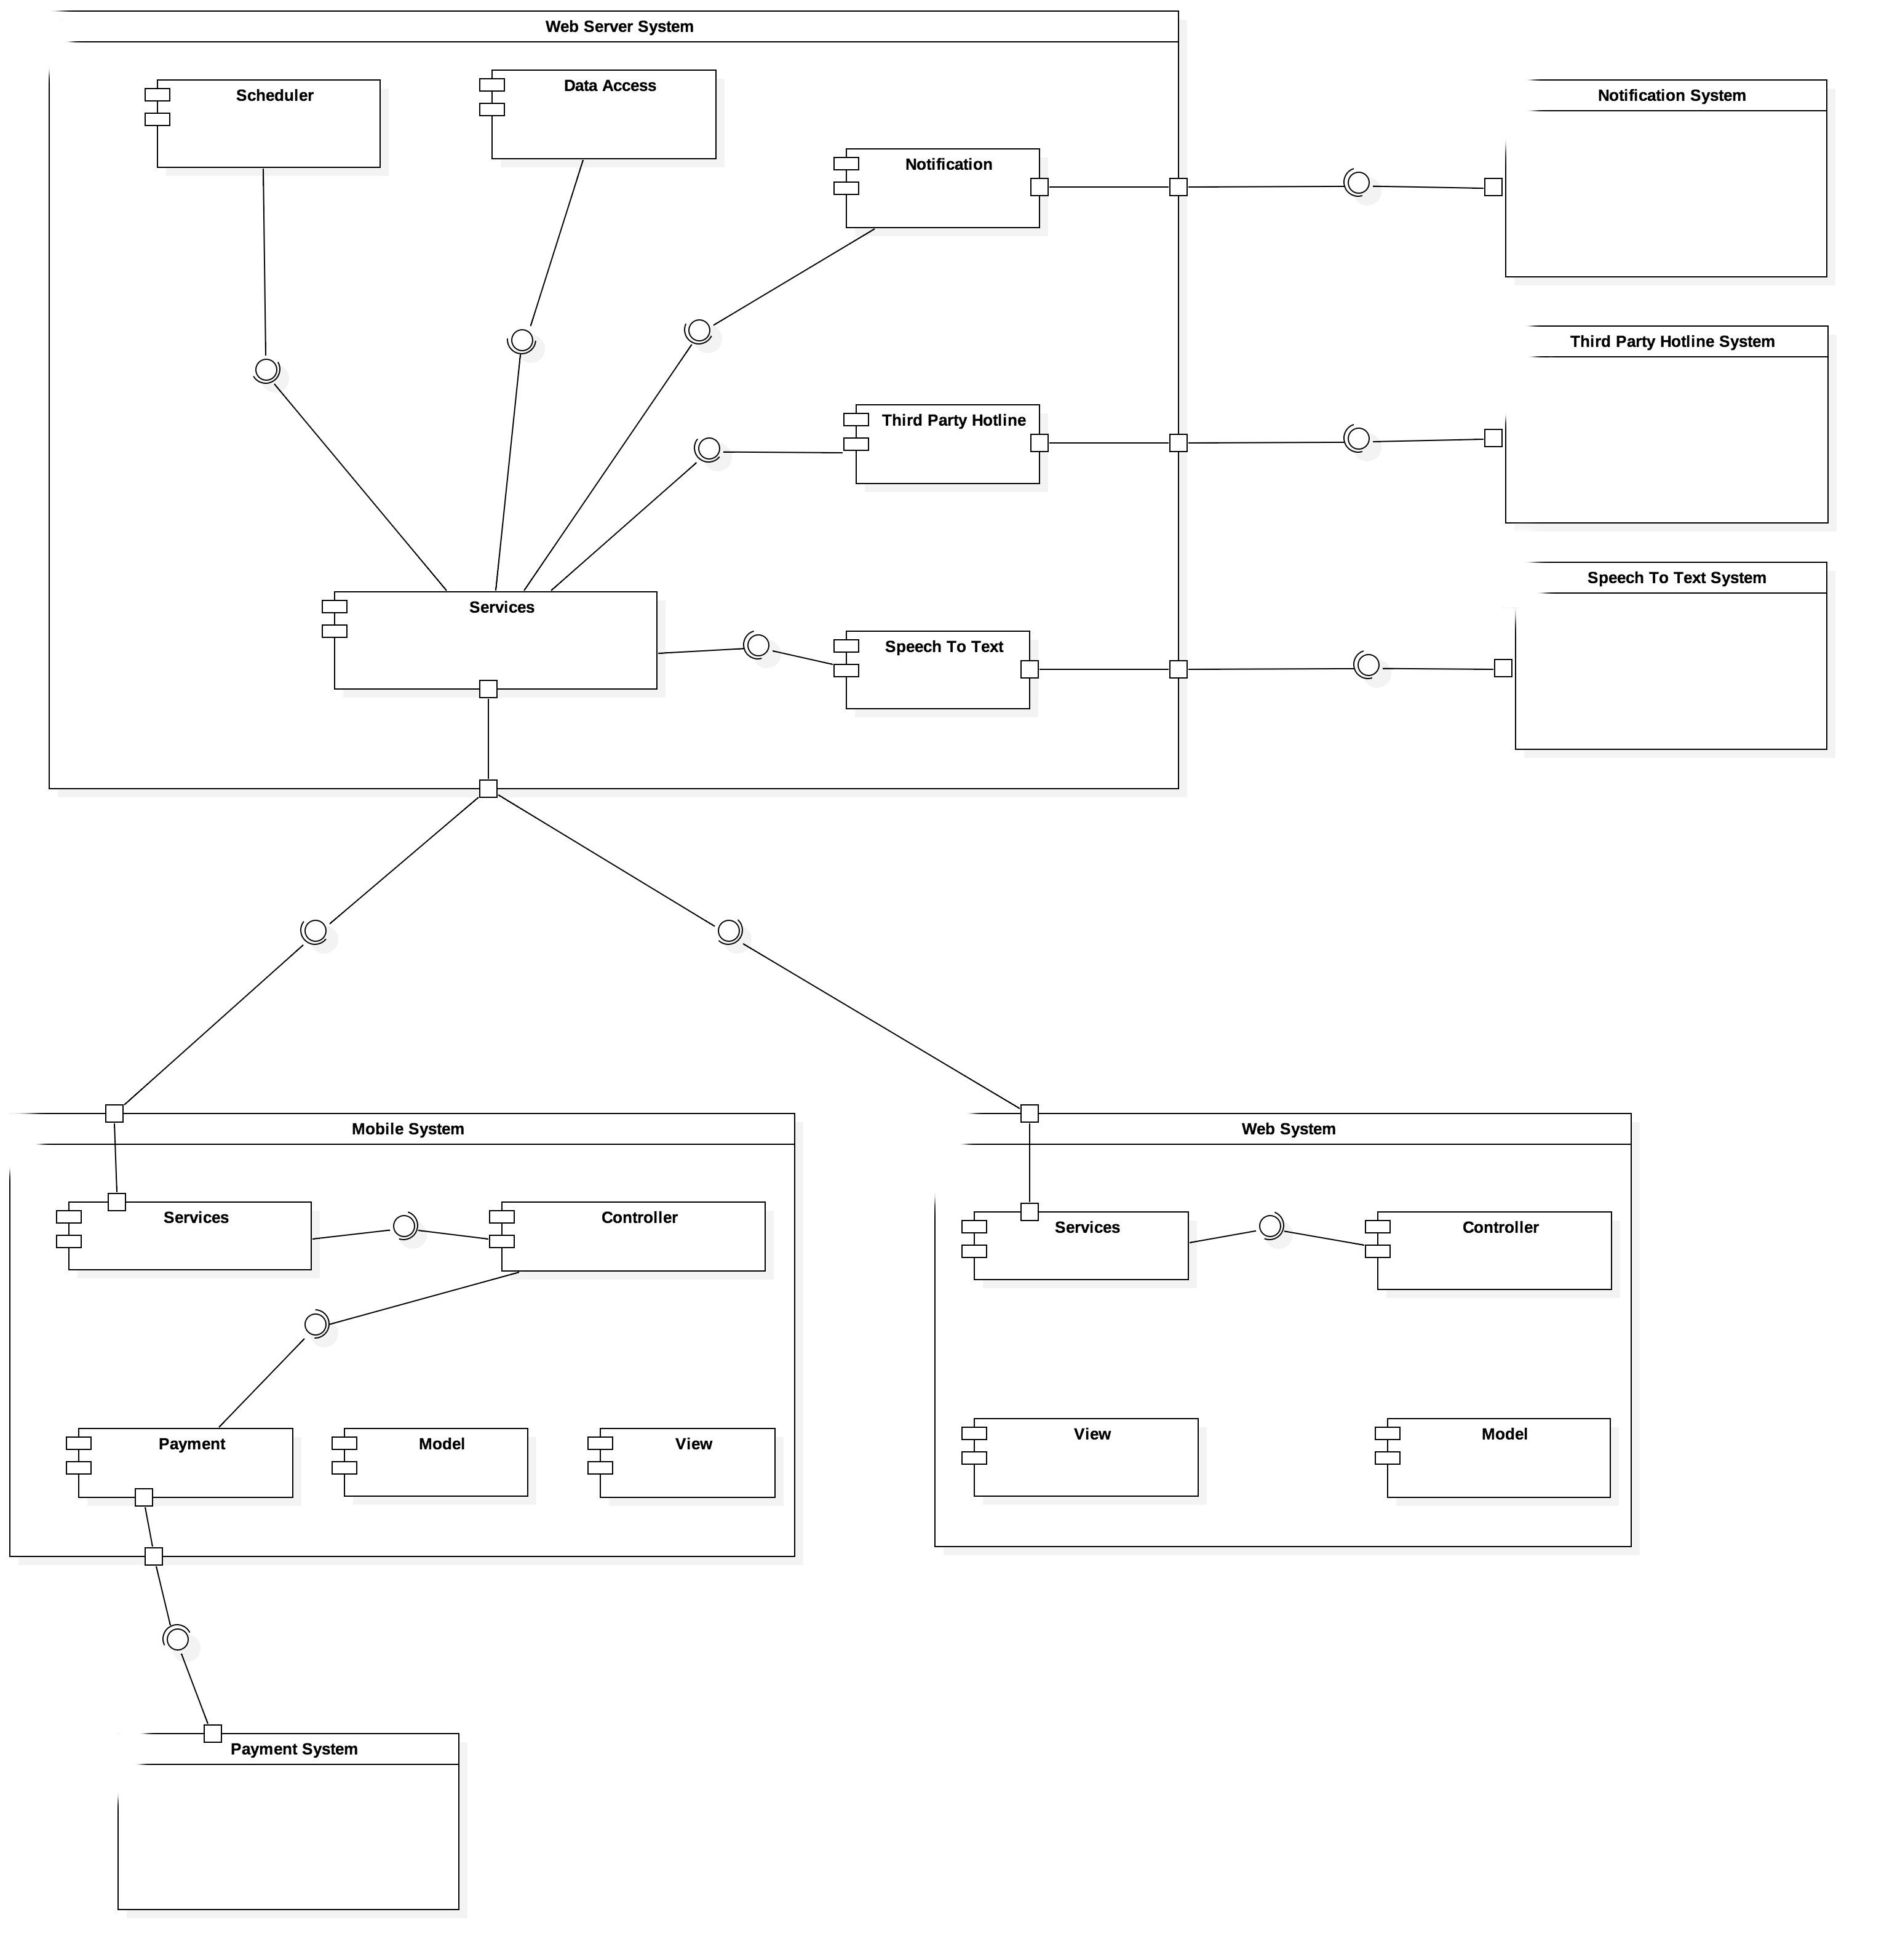 Web Server System
Scheduler
Data Access
Notification
Notification System
Third Party Hotline System
Third Party Hotline
Speech To Text System
Services
Speech To Text
Mobile System
Web System
Services
Controller
Services
Controller
Payment
Model
View
View
Model
Payment System